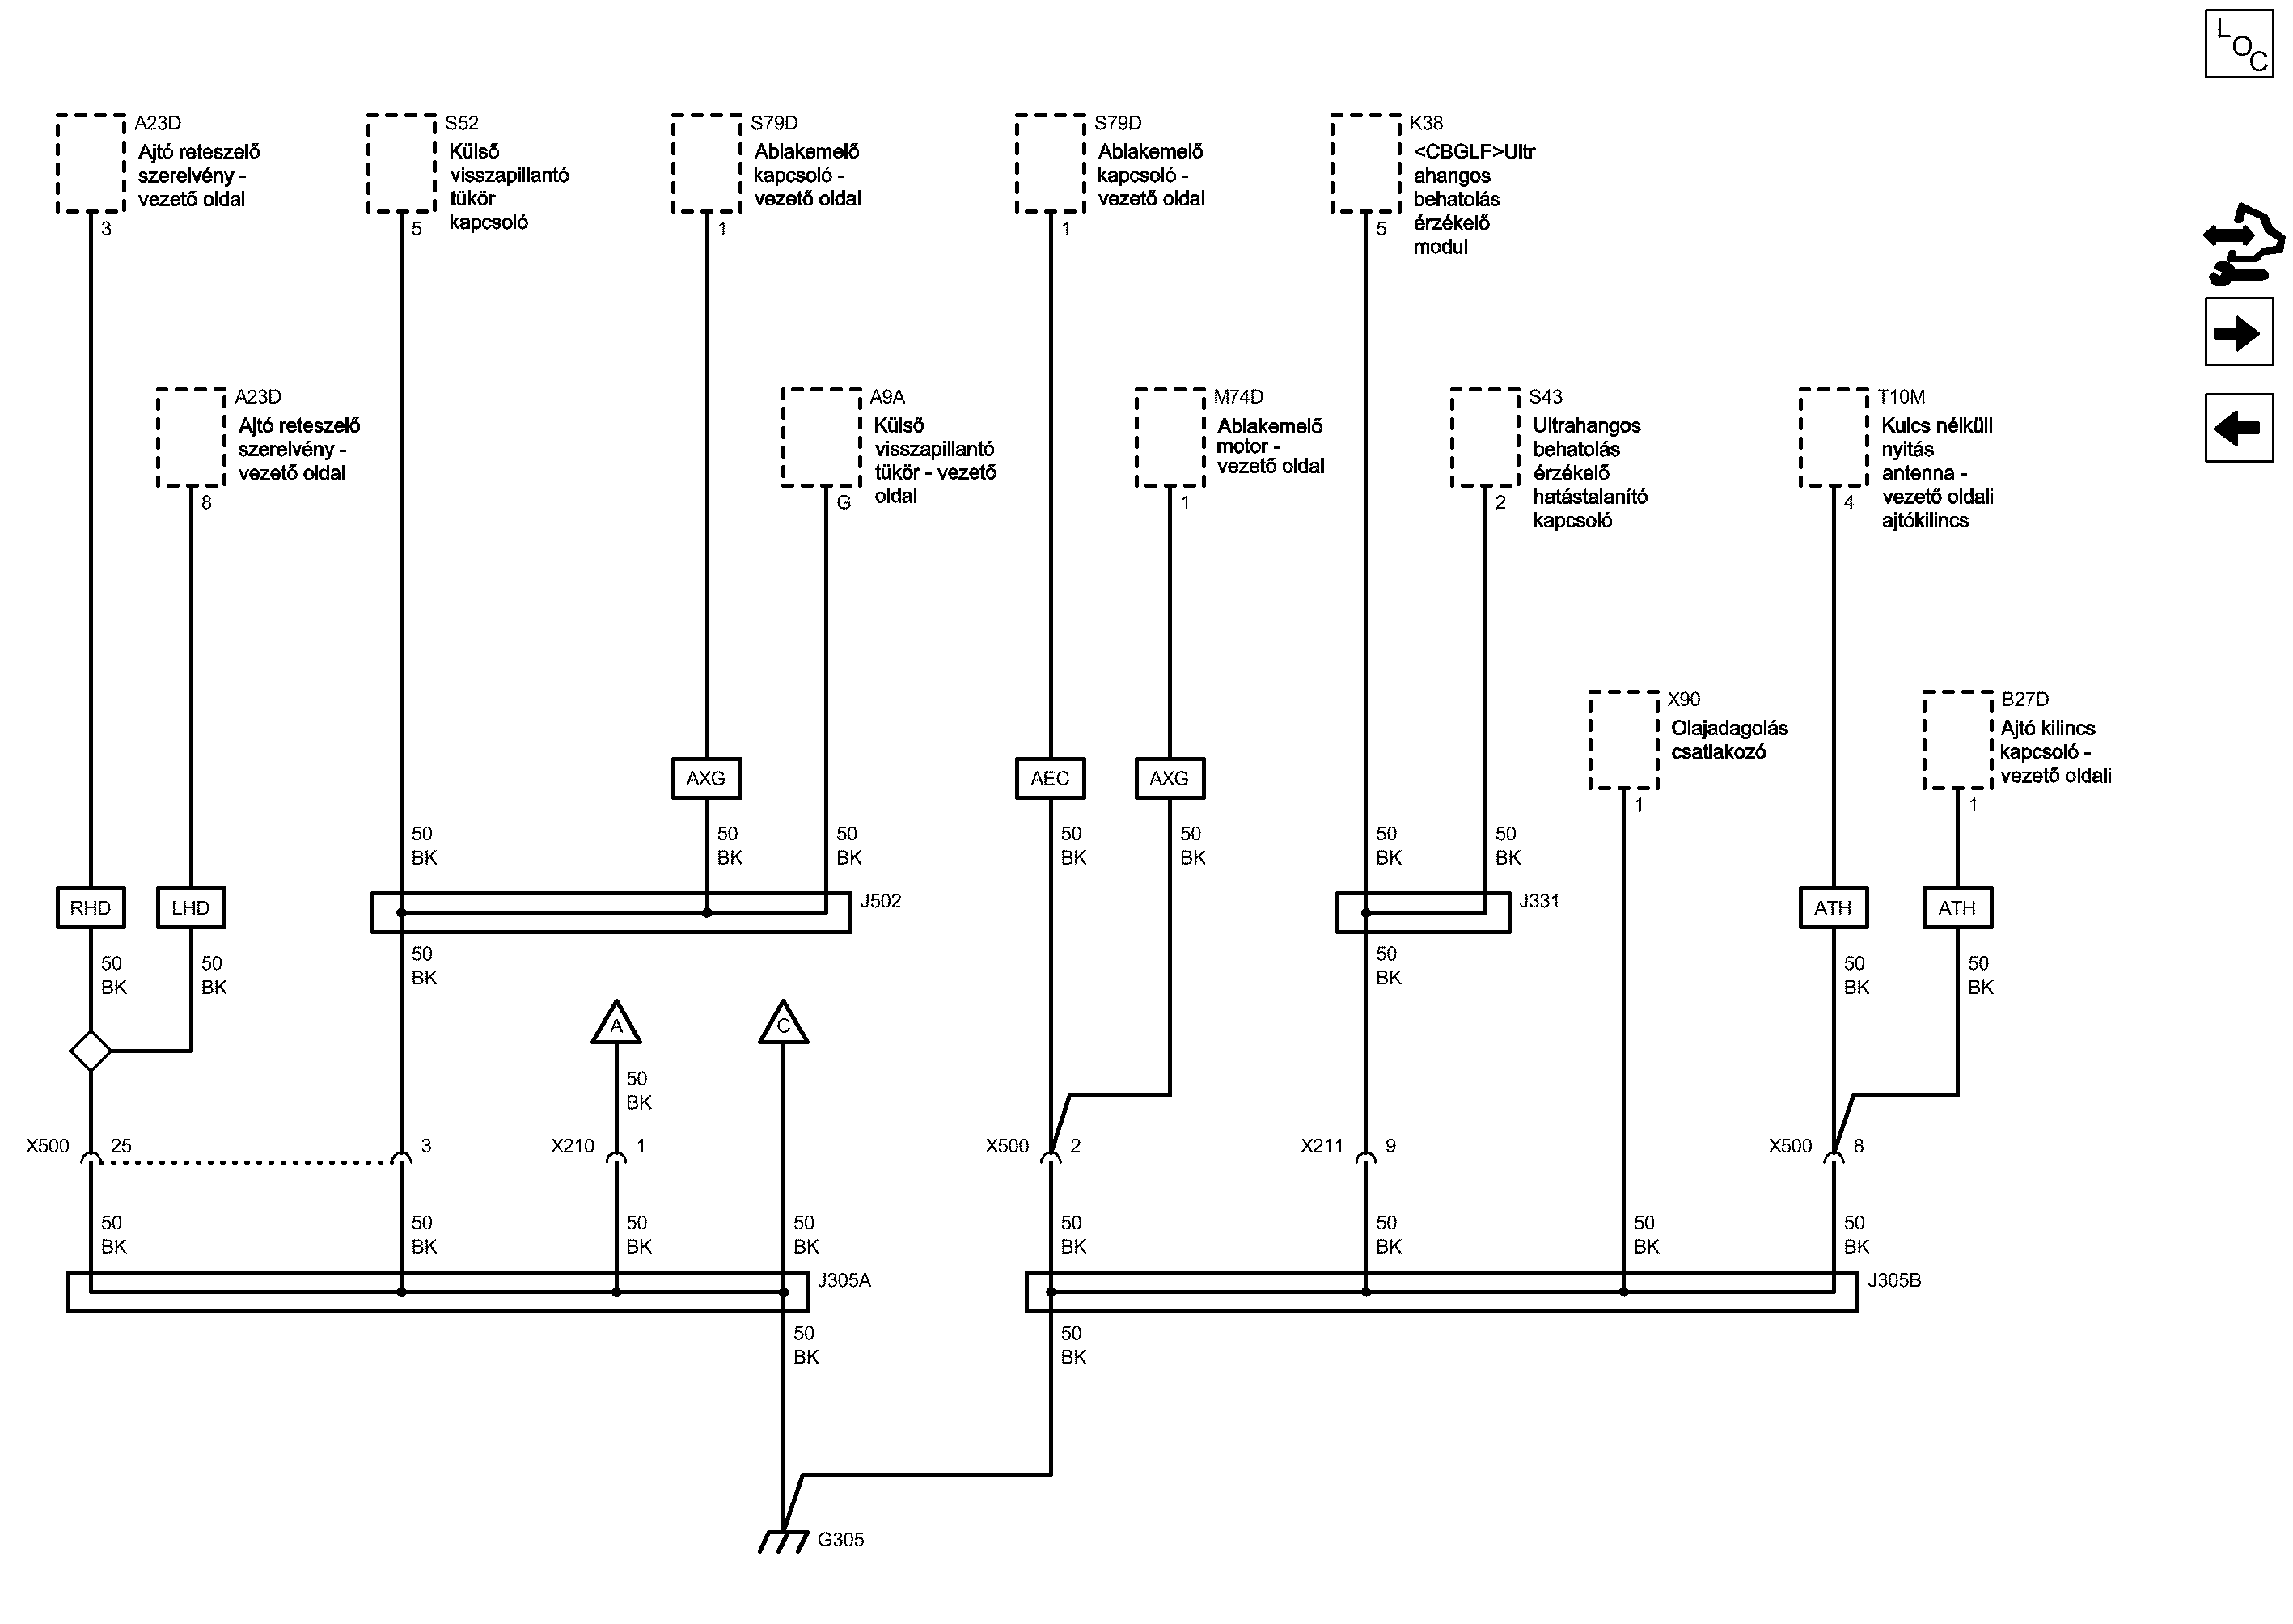 L
O
C
A23D
Ajtó reteszelő
szerelvény -
vezető oldal
3
S52
Külső
visszapillantó
tükör
kapcsoló
5
S79D
Ablakemelő
kapcsoló -
vezető oldal
1
S79D
Ablakemelő
kapcsoló -
vezető oldal
1
K38
<CBGLF>Ultr
ahangos
behatolás
érzékelő
modul
5
A23D
Ajtó reteszelő
szerelvény -
vezető oldal
8
A9A
Külső
visszapillantó
tükör - vezető
oldal
G
M74D
Ablakemelő
motor -
vezető oldal
1
S43
Ultrahangos
behatolás
érzékelő
hatástalanító
kapcsoló
2
T10M
Kulcs nélküli
nyitás
antenna -
vezető oldali
ajtókilincs
4
X90
Olajadagolás
csatlakozó
1
B27D
Ajtó kilincs
kapcsoló -
vezető oldali
1
AXG
AEC
AXG
50
BK
50
BK
50
BK
50
BK
50
BK
50
BK
50
BK
RHD
LHD
J502
J331
ATH
ATH
50
BK
50
BK
50
BK
50
BK
50
BK
50
BK
A
C
50
BK
X500
25
3
X210
1
X500
2
X211
9
X500
8
50
BK
50
BK
50
BK
50
BK
50
BK
50
BK
50
BK
50
BK
J305A
J305B
50
BK
50
BK
G305